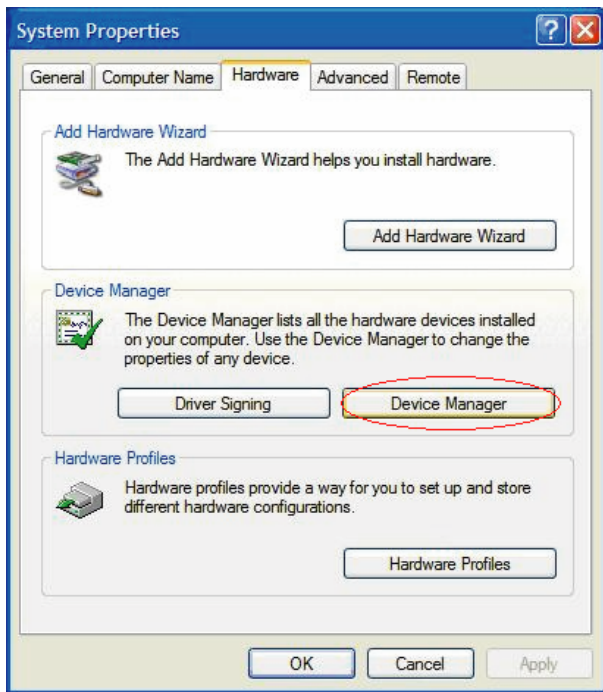 System Properties
?
General Computer Name Hardware Advanced Remote
Add Hardware Wizard
The Add Hardware Wizard helps you install hardware.
Add Hardware Wizard
Device Manager
The Device Manager lists all the hardware devices installed
on your computer. Use the Device Manager to change the
properties of any device.
Driver Signing Device Manager
Hardware Profiles
Hardware profiles provide a way for you to set up and store
different hardware configurations.
Hardware Profiles
OK Cancel Apply